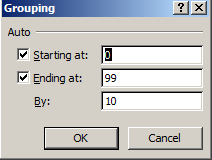 Grouping
Auto
Starting at: 0
Ending at: 99
By: 10
OK Cancel